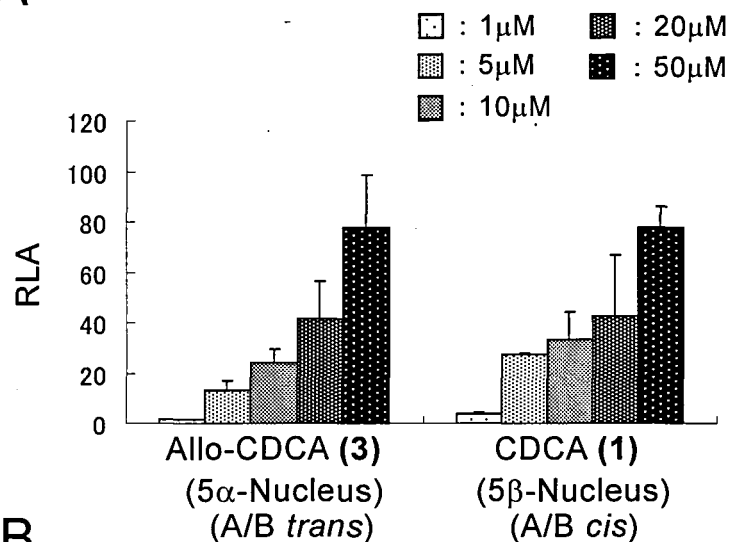 : 1μM : 20μM
: 5μM : 50μM
: 10μM
120
100
80
60
40
20
0
RLA
Allo-CDCA (3) CDCA (1)
(5α-Nucleus) (5β-Nucleus)
(A/B trans) (A/B cis)
B